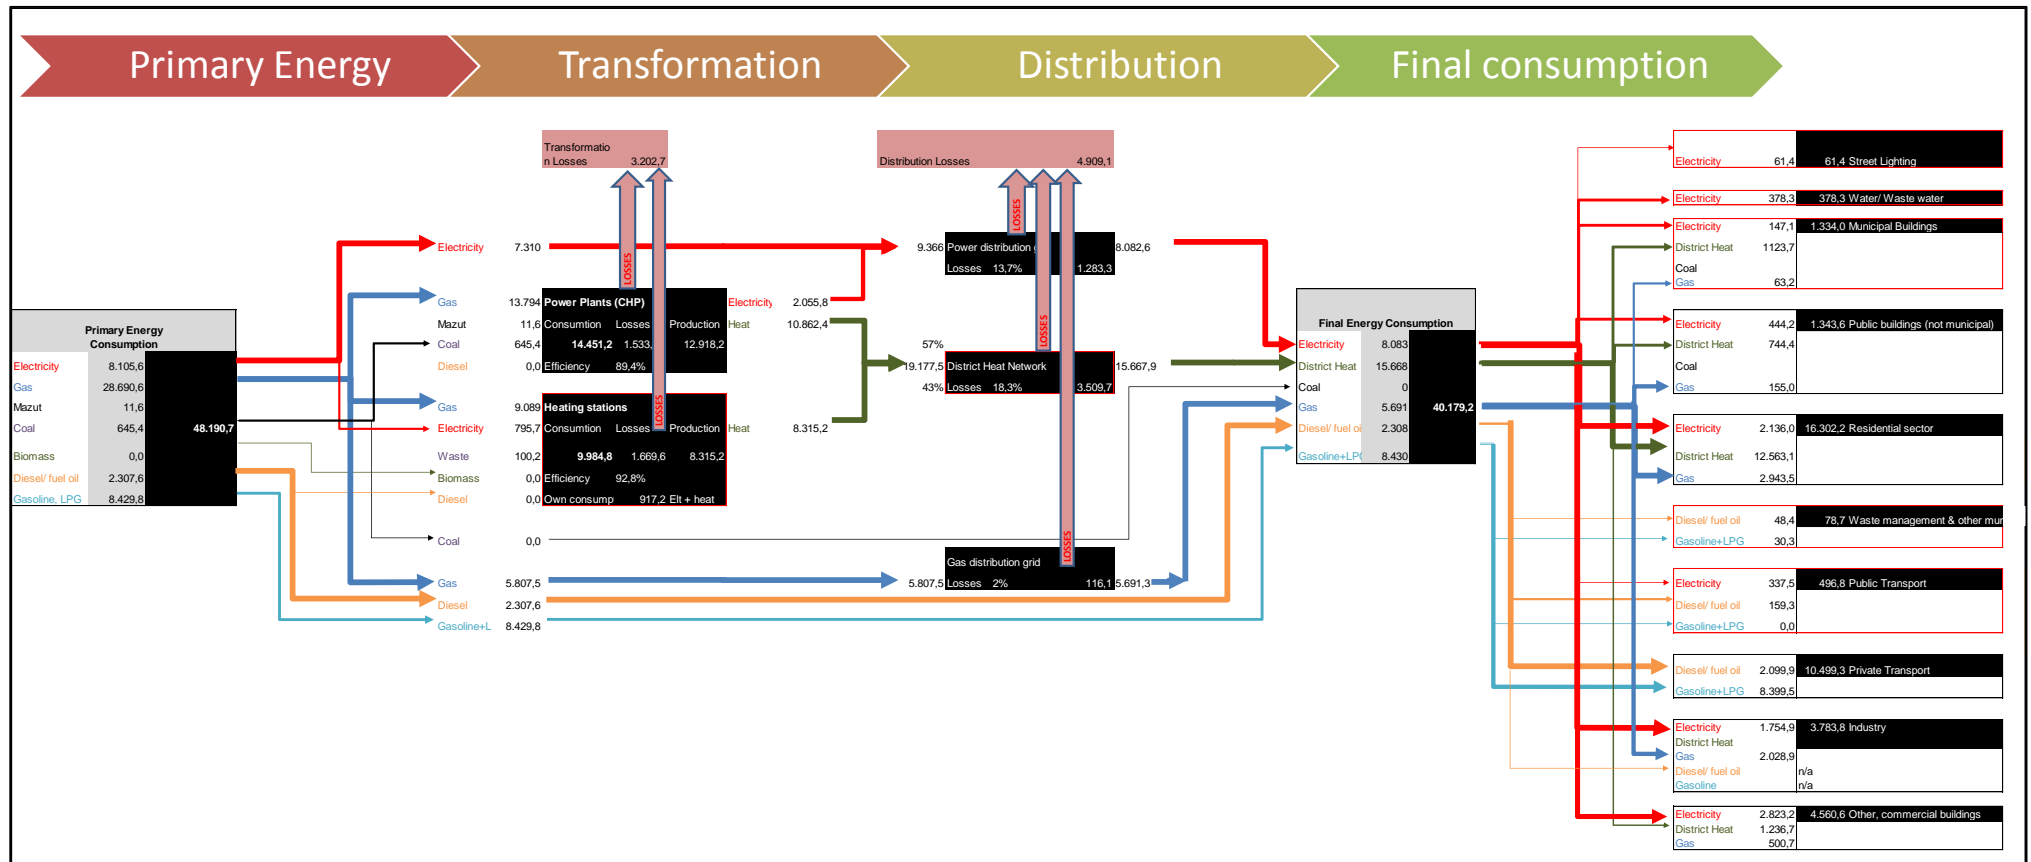 Primary Energy
Transformation
Distribution
Final consumption
Transformatio
n Losses 3.202,7
Distribution Losses 4.909,1
Primary Energy
Consumption
Electricity 8.105,6
Gas 28.690,6
Mazut 11,6
Coal 645,4 48.190,7
Biomass 0,0
Diesel/ fuel oil 2.307,6
Gasoline, LPG 8.429,8
Electricity 7.310
Gas 13.794 Power Plants (CHP) Electricity 2.055,8
Mazut 11,6 Consumtion Losses Production Heat 10.862,4
Coal 645,4 14.451,2 1.533, 12.918,2
Diesel 0,0 Efficiency 89,4%
Gas 9.089 Heating stations
Electricity 795,7 Consumtion Losses Production Heat 8.315,2
Waste 100,2 9.984,8 1.669,6 8.315,2
Biomass 0,0 Efficiency 92,8%
Diesel 0,0 Own consump 917,2 Elt + heat
Coal 0,0
Gas 5.807,5
Diesel 2.307,6
Gasoline+L 8.429,8
LOSSES
LOSSES
9.366 Power distribution g 8.082,6
Losses 13,7% 1.283,3
57%
19.177,5 District Heat Network 15.667,9
43% Losses 18,3% 3.509,7
Gas distribution grid
5.807,5 Losses 2% 116,1 5.691,3
LOSSES
LOSSES
LOSSES
Final Energy Consumption
Electricity 8.083
District Heat 15.668
Coal 0
Gas 5.691 40.179,2
Diesel/ fuel oi 2.308
Gasoline+LPG 8.430
Electricity 61,4 61,4 Street Lighting
Electricity 378,3 378,3 Water/ Waste water
Electricity 147,1 1.334,0 Municipal Buildings
District Heat 1123,7
Coal
Gas 63,2
Electricity 444,2 1.343,6 Public buildings (not municipal)
District Heat 744,4
Coal
Gas 155,0
Electricity 2.136,0 16.302,2 Residential sector
District Heat 12.563,1
Gas 2.943,5
Diesel/ fuel oil 48,4 78,7 Waste management & other mun
Gasoline+LPG 30,3
Electricity 337,5 496,8 Public Transport
Diesel/ fuel oil 159,3
Gasoline+LPG 0,0
Diesel/ fuel oil 2.099,9 10.499,3 Private Transport
Gasoline+LPG 8.399,5
Electricity 1.754,9 3.783,8 Industry
District Heat
Gas 2.028,9
Diesel/ fuel oil n/a
Gasoline n/a
Electricity 2.823,2 4.560,6 Other, commercial buildings
District Heat 1.236,7
Gas 500,7